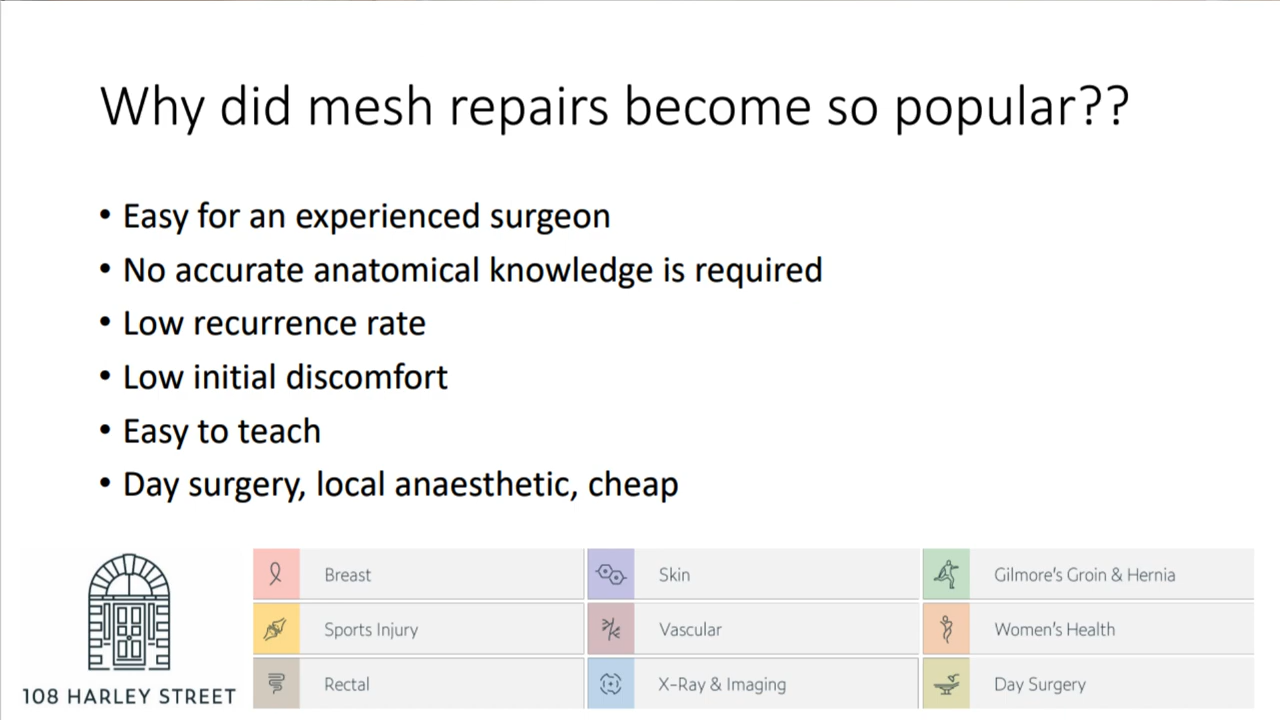 Why did mesh repairs become so popular??
• Easy for an experienced surgeon
• No accurate anatomical knowledge is required
• Low recurrence rate
• Low initial discomfort
• Easy to teach
• Day surgery, local anaesthetic, cheap
Breast
Skin
Gilmore's Groin & Hernia
Sports Injury
Vascular
Women's Health
Rectal
X-Ray & Imaging
Day Surgery
108 HARLEY STREET